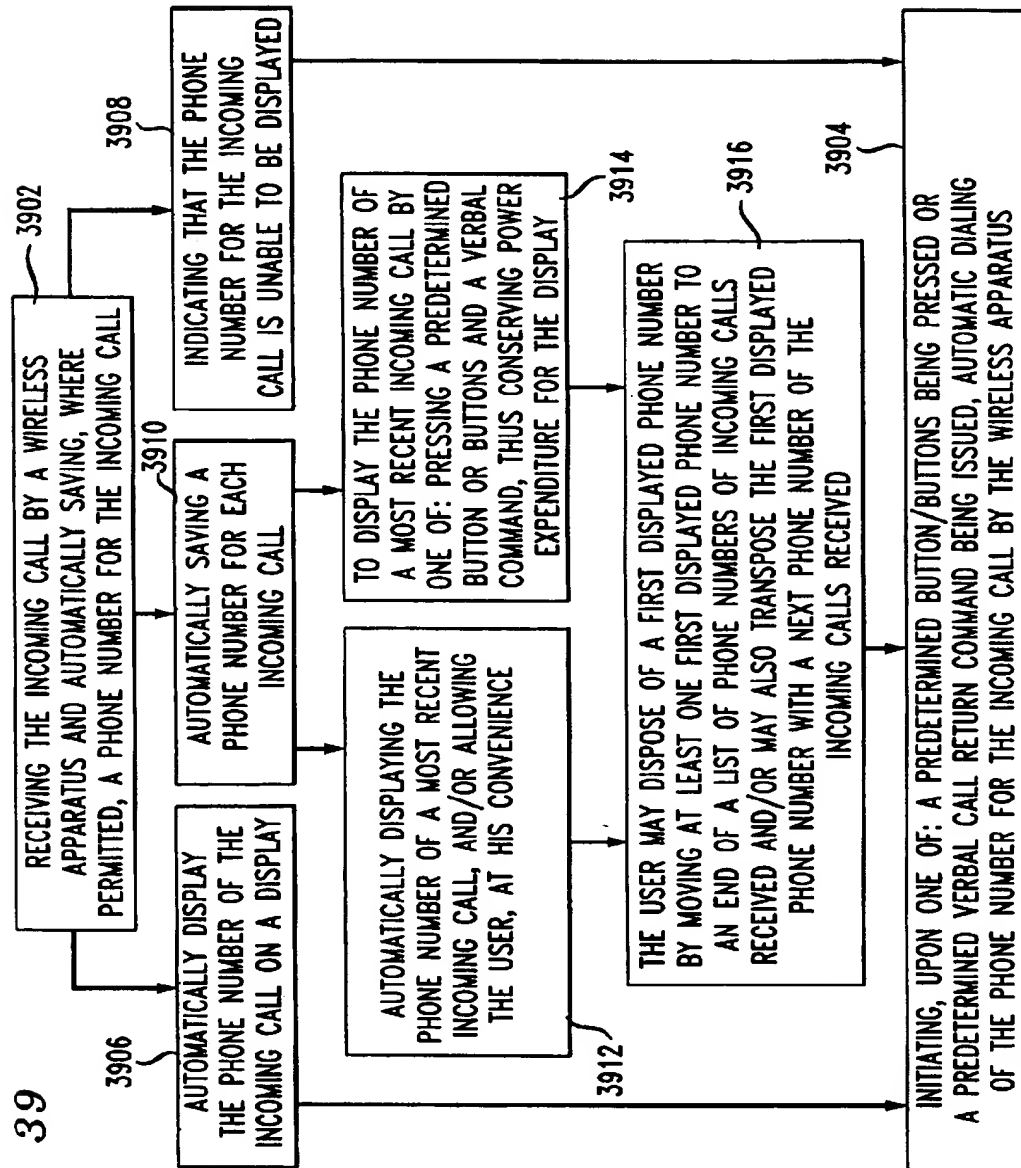 39
3902
RECEIVING THE INCOMING CALL BY A WIRELESS
APPARATUS AND AUTOMATICALLY SAVING, WHERE
PERMITTED, A PHONE NUMBER FOR THE INCOMING CALL
3906
AUTOMATICALLY DISPLAY
THE PHONE NUMBER OF THE
INCOMING CALL ON A DISPLAY
3910
AUTOMATICALLY SAVING A
PHONE NUMBER FOR EACH
INCOMING CALL
3908
INDICATING THAT THE PHONE
NUMBER FOR THE INCOMING
CALL IS UNABLE TO BE DISPLAYED
AUTOMATICALLY DISPLAYING THE
PHONE NUMBER OF A MOST RECENT
INCOMING CALL, AND/OR ALLOWING
THE USER, AT HIS CONVENIENCE
3912
TO DISPLAY THE PHONE NUMBER OF
A MOST RECENT INCOMING CALL BY
ONE OF: PRESSING A PREDETERMINED
BUTTON OR BUTTONS AND A VERBAL
COMMAND, THUS CONSERVING POWER
EXPENDITURE FOR THE DISPLAY
3914
3916
THE USER MAY DISPOSE OF A FIRST DISPLAYED PHONE NUMBER
BY MOVING AT LEAST ONE FIRST DISPLAYED PHONE NUMBER TO
AN END OF A LIST OF PHONE NUMBERS OF INCOMING CALLS
RECEIVED AND/OR MAY ALSO TRANSPOSE THE FIRST DISPLAYED
PHONE NUMBER WITH A NEXT PHONE NUMBER OF THE
INCOMING CALLS RECEIVED
3904
INITIATING, UPON ONE OF: A PREDETERMINED BUTTON/BUTTONS BEING PRESSED OR
A PREDETERMINED VERBAL CALL RETURN COMMAND BEING ISSUED, AUTOMATIC DIALING
OF THE PHONE NUMBER FOR THE INCOMING CALL BY THE WIRELESS APPARATUS